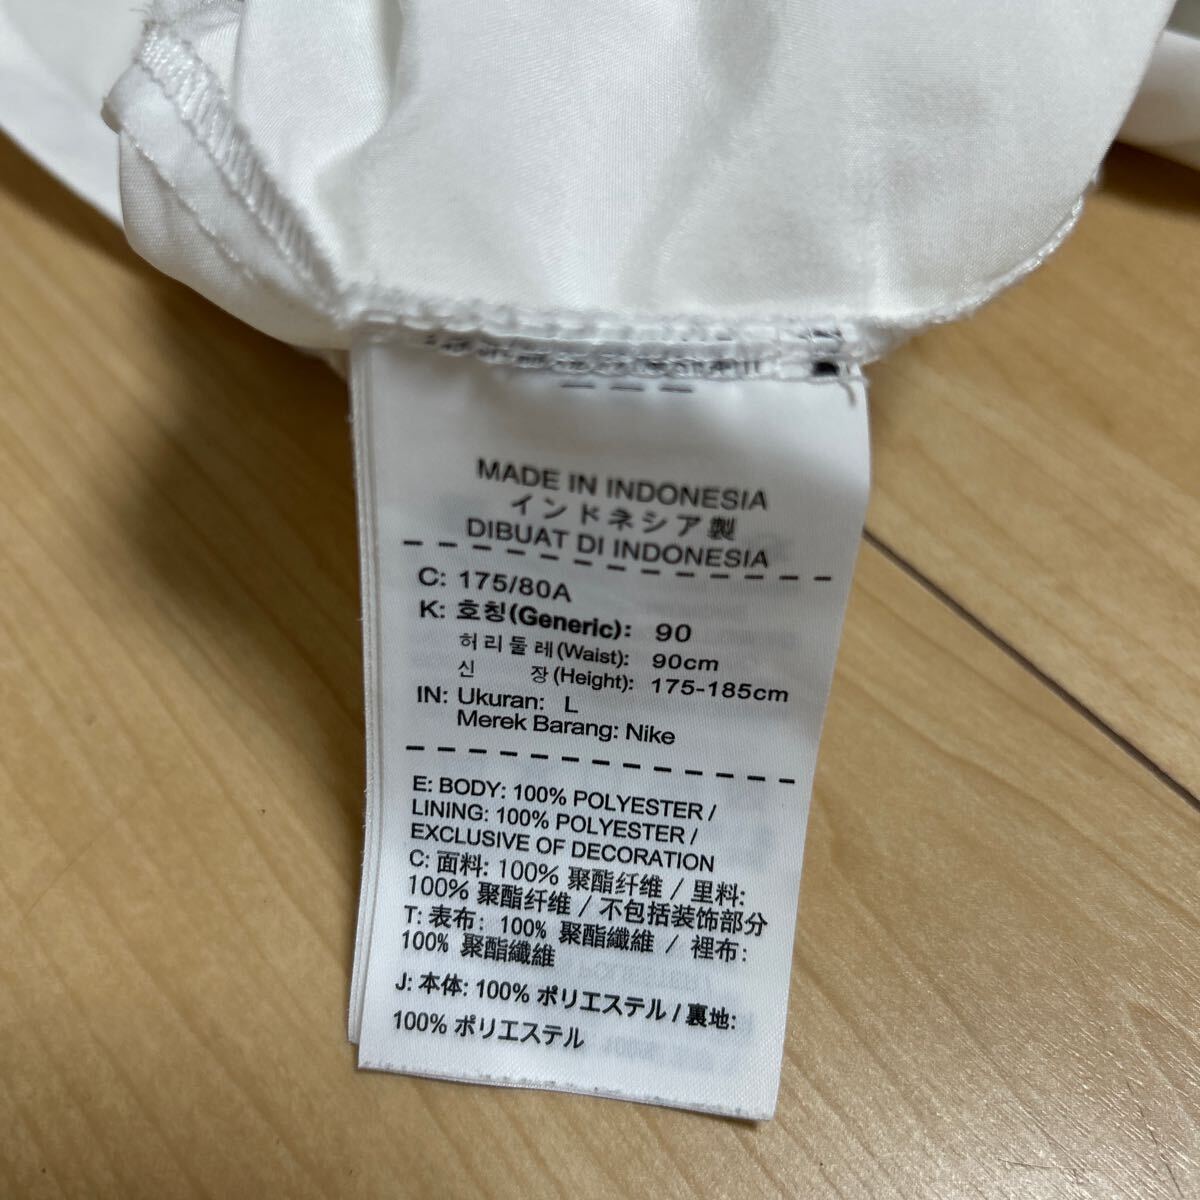 MADE IN INDONESIA
インドネシア製
DIBUAT DI INDONESIA
C: 175/80A
K: 호칭(Generic): 90
허리둘레(Waist): 90cm
신 장(Height): 175-185cm
IN: Ukuran: L
Merek Barang: Nike
E: BODY: 100% POLYESTER /
LINING: 100% POLYESTER /
EXCLUSIVE OF DECORATION
C: 面料: 100% 聚酯纤维 / 里料:
100% 聚酯纤维 / 不包括装饰部分
T: 表布: 100% 聚酯纖維 / 裡布:
100% 聚酯纖維
J: 本体: 100% ポリエステル / 裏地:
100% ポリエステル